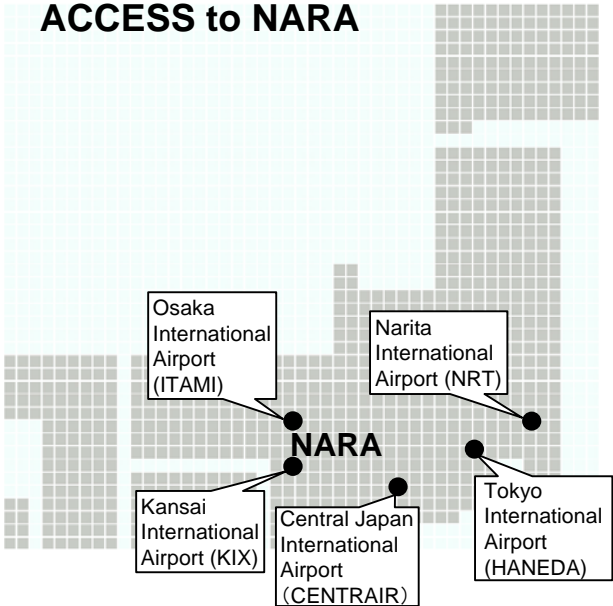 ACCESS to NARA
Osaka
International
Airport
(ITAMI)
Narita
International
Airport (NRT)
NARA
Kansai
International
Airport (KIX)
Central Japan
International
Airport
（CENTRAIR）
Tokyo
International
Airport
(HANEDA)